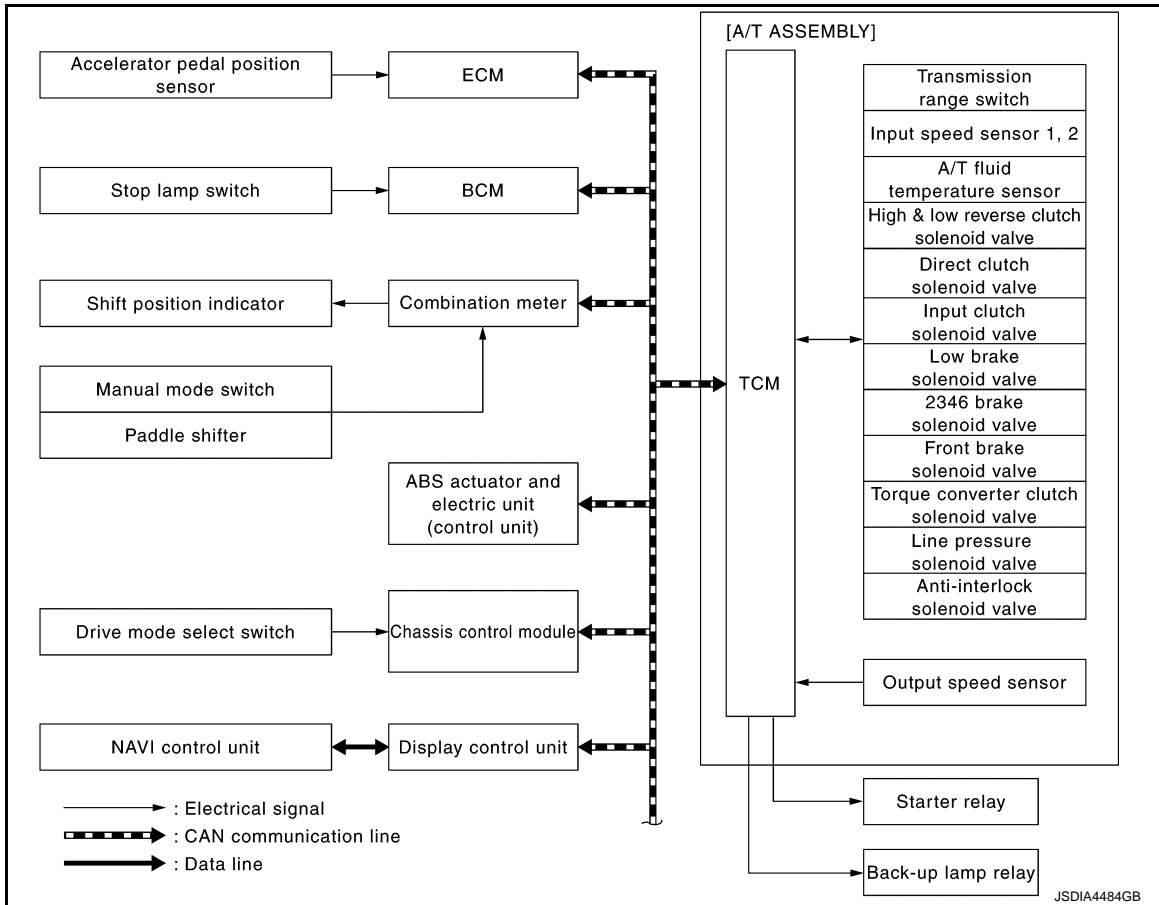 [A/T ASSEMBLY]
Accelerator pedal position
sensor
ECM
Stop lamp switch
BCM
Shift position indicator
Combination meter
Manual mode switch
Paddle shifter
ABS actuator and
electric unit
(control unit)
Drive mode select switch
Chassis control module
NAVI control unit
Display control unit
TCM
Transmission
range switch
Input speed sensor 1, 2
A/T fluid
temperature sensor
High & low reverse clutch
solenoid valve
Direct clutch
solenoid valve
Input clutch
solenoid valve
Low brake
solenoid valve
2346 brake
solenoid valve
Front brake
solenoid valve
Torque converter clutch
solenoid valve
Line pressure
solenoid valve
Anti-interlock
solenoid valve
Output speed sensor
Starter relay
Back-up lamp relay
: Electrical signal
: CAN communication line
: Data line
JSDIA4484GB